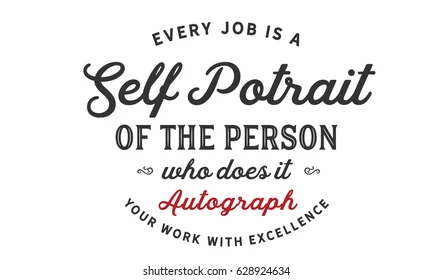 EVERY JOB IS A
Self Potrait
OF THE PERSON
who does it
Autograph
YOUR WORK WITH EXCELLENCE
shutterstock.com · 628924634